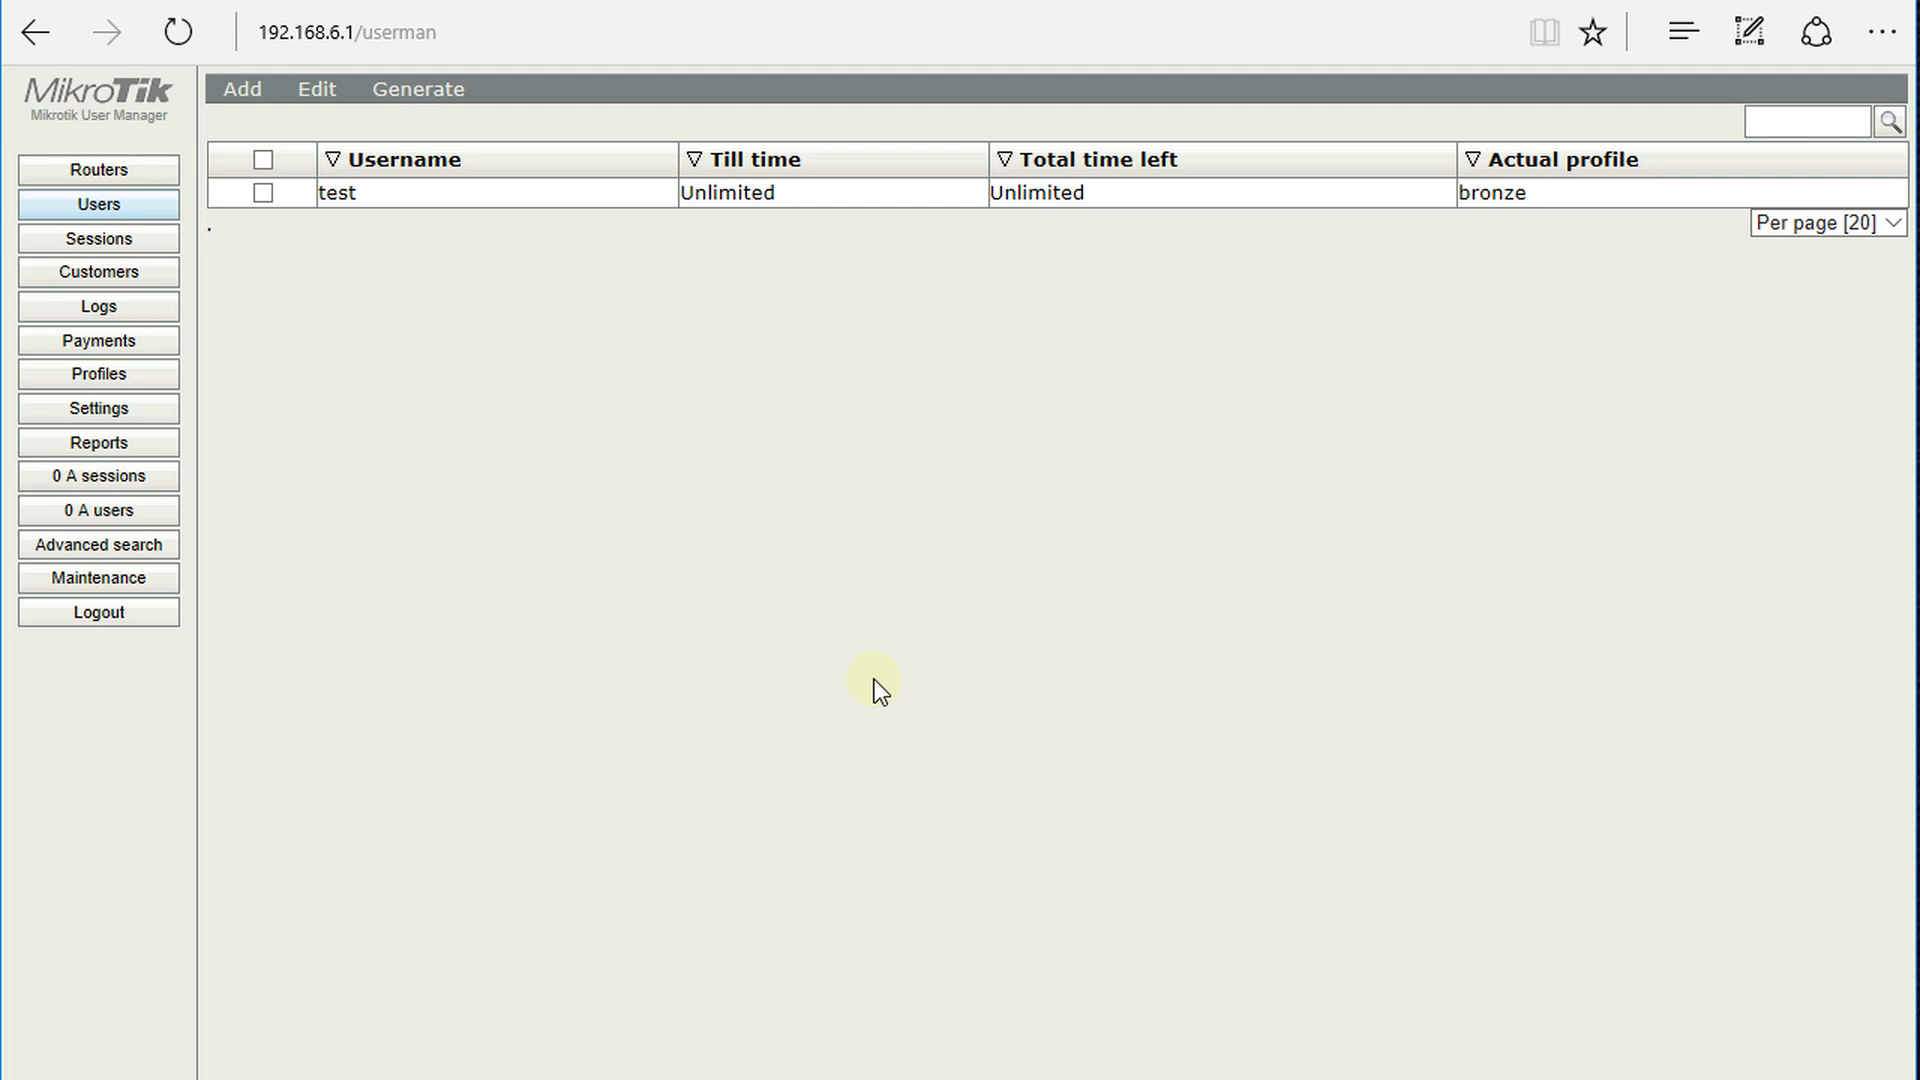 192.168.6.1/userman
MikroTik
Mikrotik User Manager
Add Edit Generate
Routers
Users
Sessions
Customers
Logs
Payments
Profiles
Settings
Reports
0 A sessions
0 A users
Advanced search
Maintenance
Logout
Username Till time Total time left Actual profile
test Unlimited Unlimited bronze
.
Per page [20]